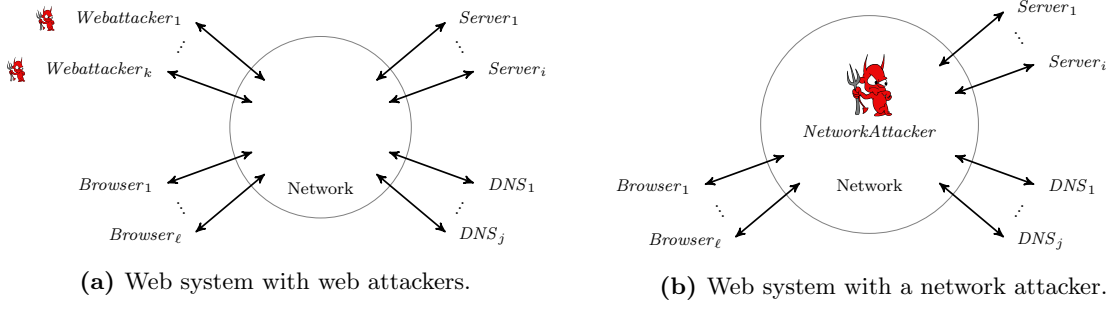 Webattacker₁
⋮
Webattackerₖ
Browser₁
⋮
Browserℓ
Network
Server₁
⋮
Serverᵢ
DNS₁
⋮
DNSⱼ
(a) Web system with web attackers.
NetworkAttacker
Network
Browser₁
⋮
Browserℓ
Server₁
⋮
Serverᵢ
DNS₁
⋮
DNSⱼ
(b) Web system with a network attacker.